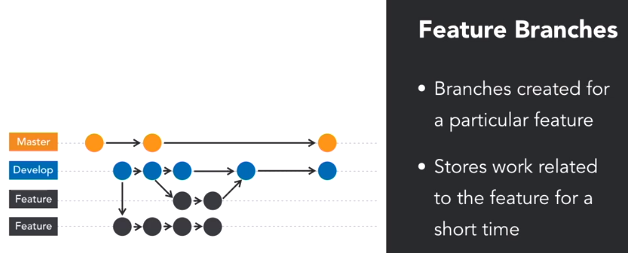 Feature Branches
• Branches created for
a particular feature
• Stores work related
to the feature for a
short time
Master
Develop
Feature
Feature